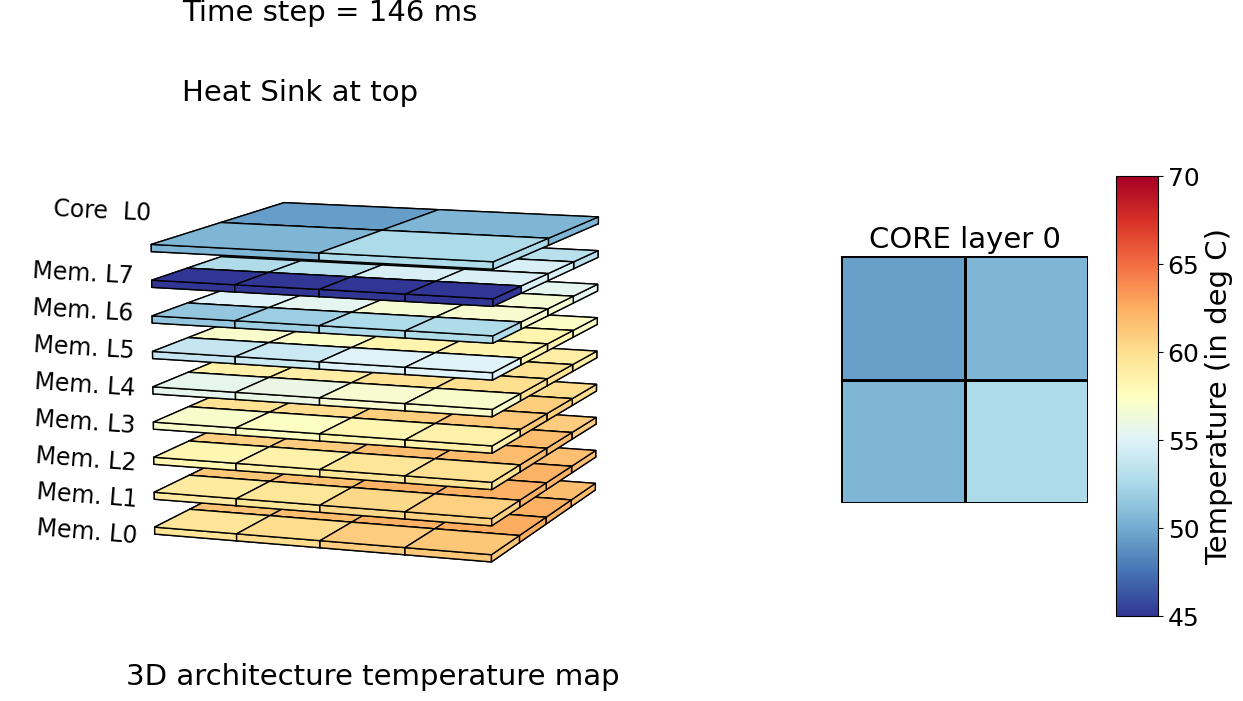 Time step = 146 ms
Heat Sink at top
Core  L0
Mem. L7
Mem. L6
Mem. L5
Mem. L4
Mem. L3
Mem. L2
Mem. L1
Mem. L0
3D architecture temperature map
CORE layer 0
70
65
60
55
50
45
Temperature (in deg C)